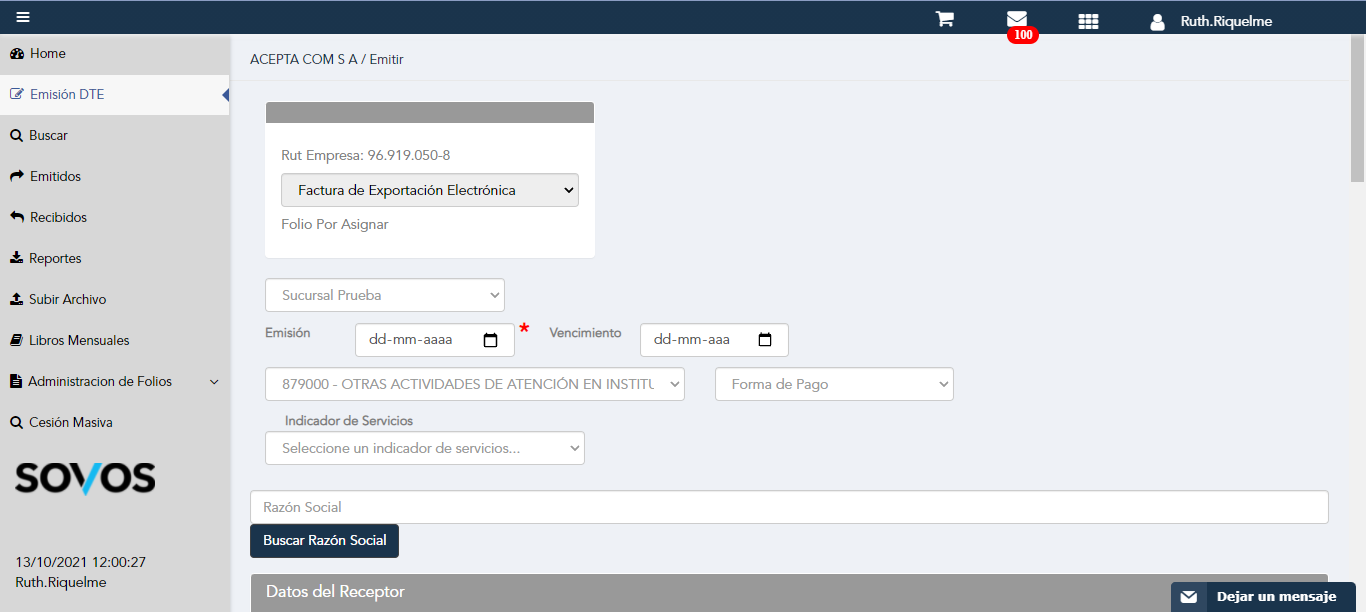 100
Ruth.Riquelme
Home
Emisión DTE
Buscar
Emitidos
Recibidos
Reportes
Subir Archivo
Libros Mensuales
Administracion de Folios
Cesión Masiva
SOVOS
13/10/2021 12:00:27
Ruth.Riquelme
ACEPTA COM S A / Emitir
Rut Empresa: 96.919.050-8
Factura de Exportación Electrónica
Folio Por Asignar
Sucursal Prueba
Emisión dd-mm-aaaa * Vencimiento dd-mm-aaa
879000 - OTRAS ACTIVIDADES DE ATENCIÓN EN INSTITU Forma de Pago
Indicador de Servicios
Seleccione un indicador de servicios...
Razón Social
Buscar Razón Social
Datos del Receptor
Dejar un mensaje